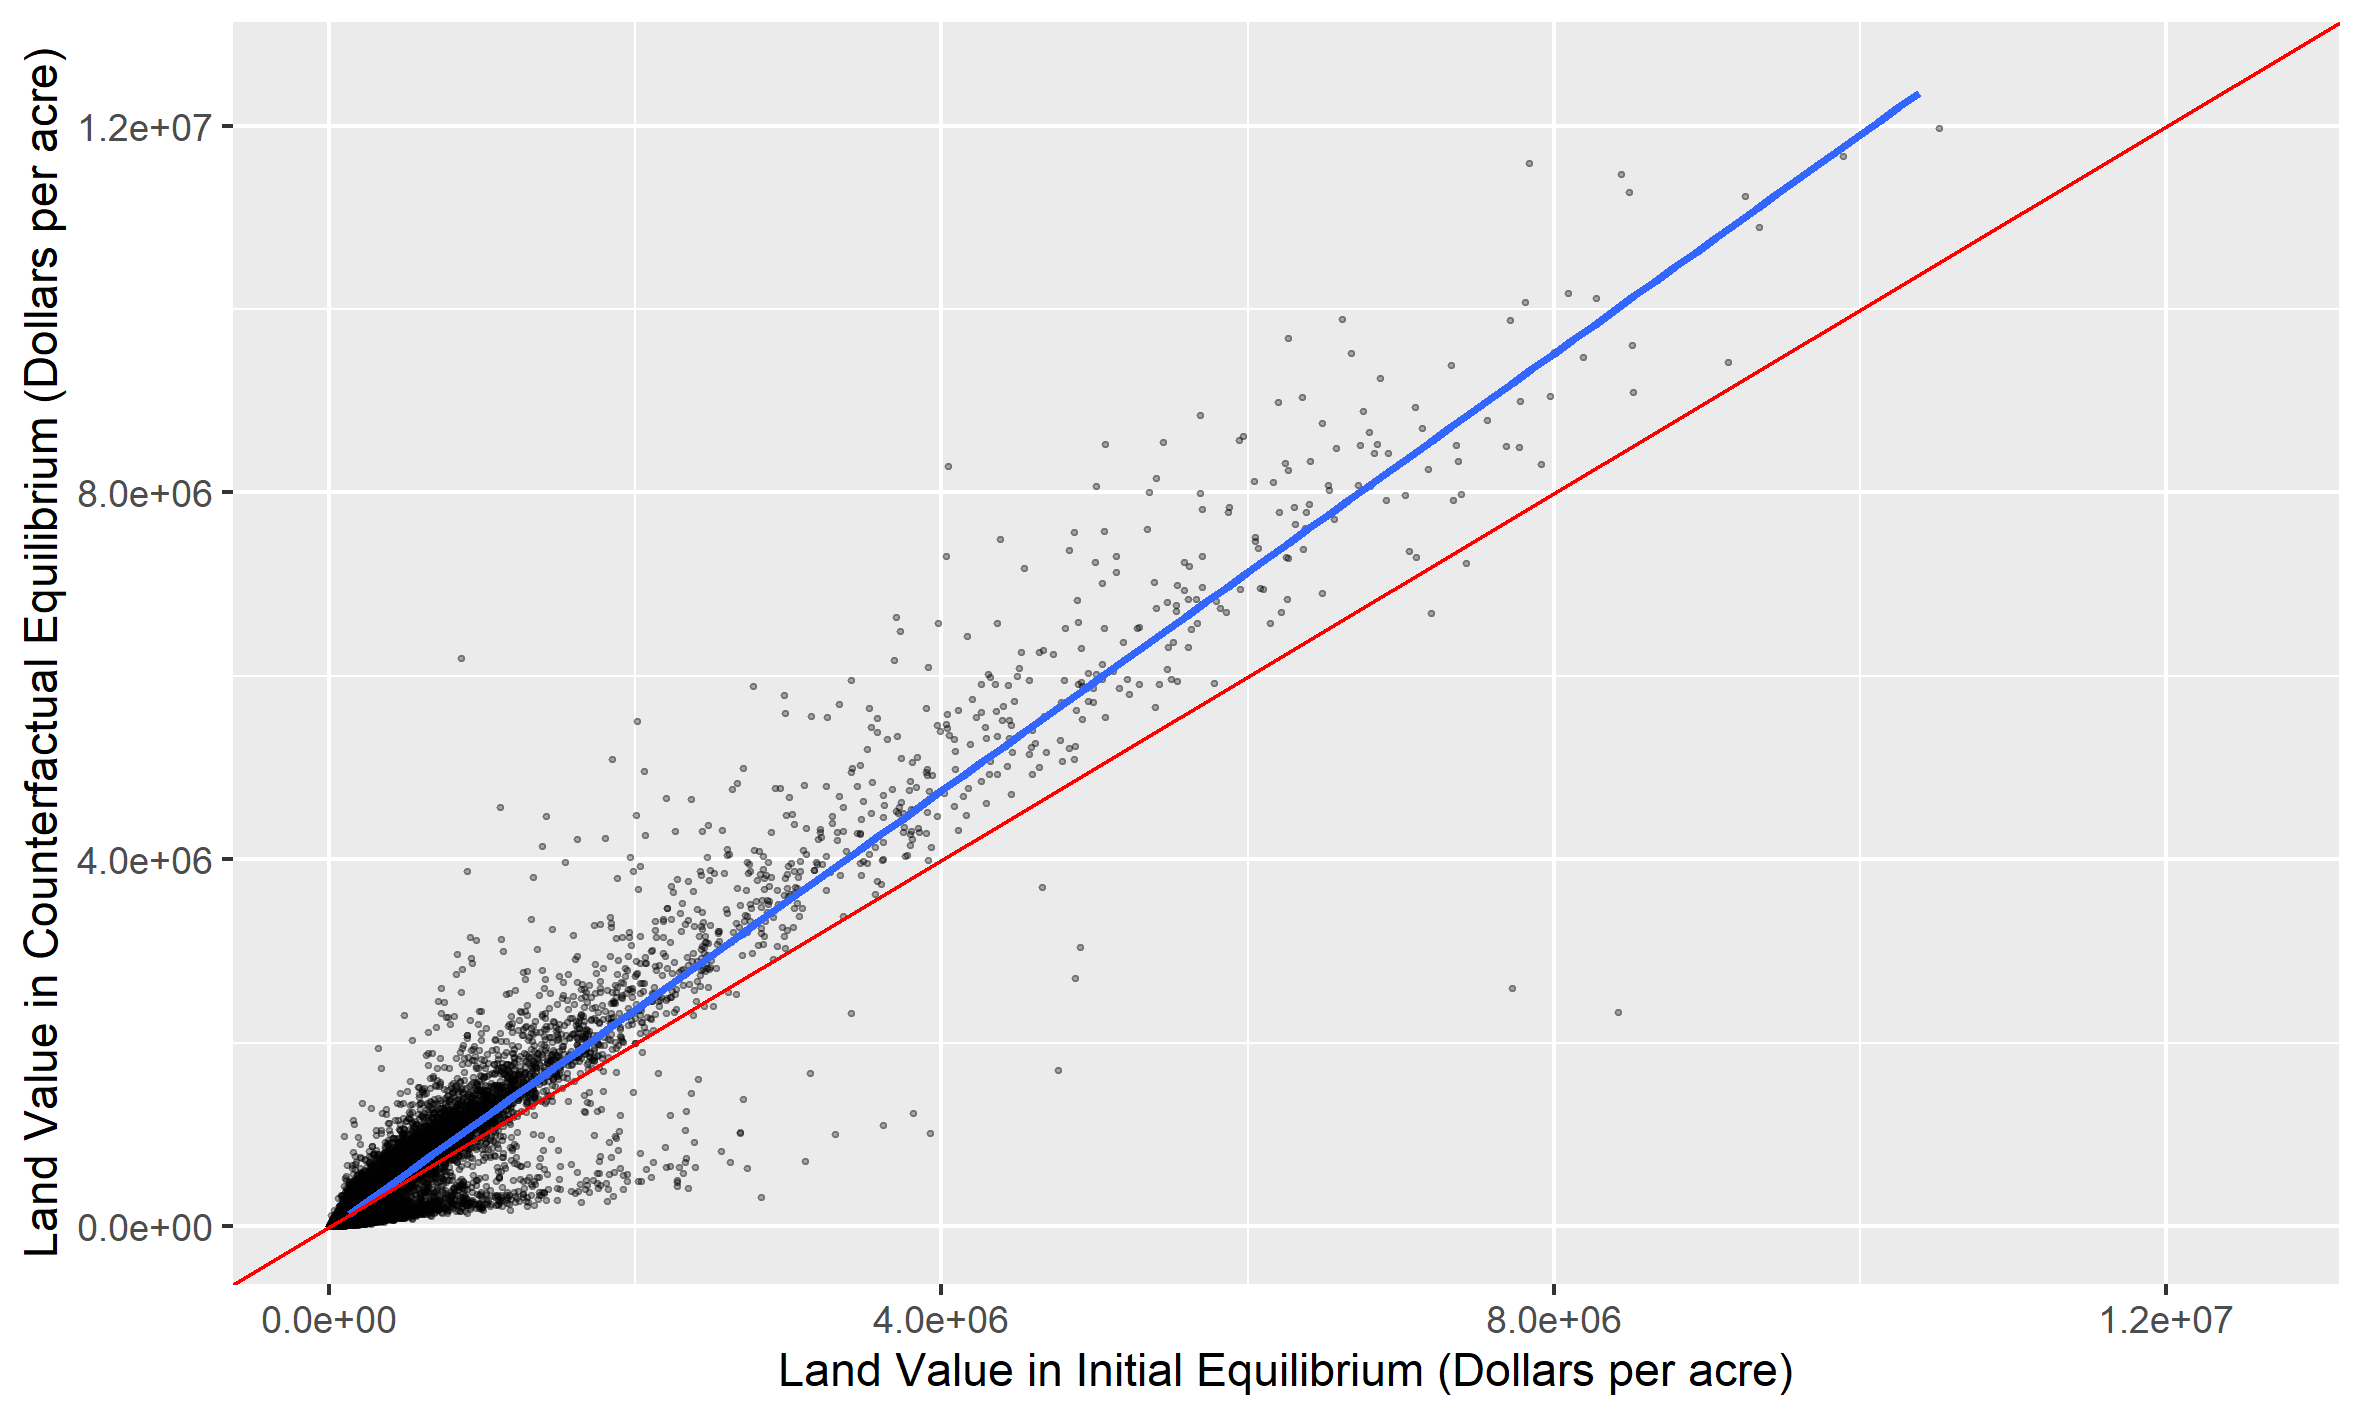 Land Value in Counterfactual Equilibrium (Dollars per acre)
1.2e+07
8.0e+06
4.0e+06
0.0e+00
0.0e+00 4.0e+06 8.0e+06 1.2e+07
Land Value in Initial Equilibrium (Dollars per acre)